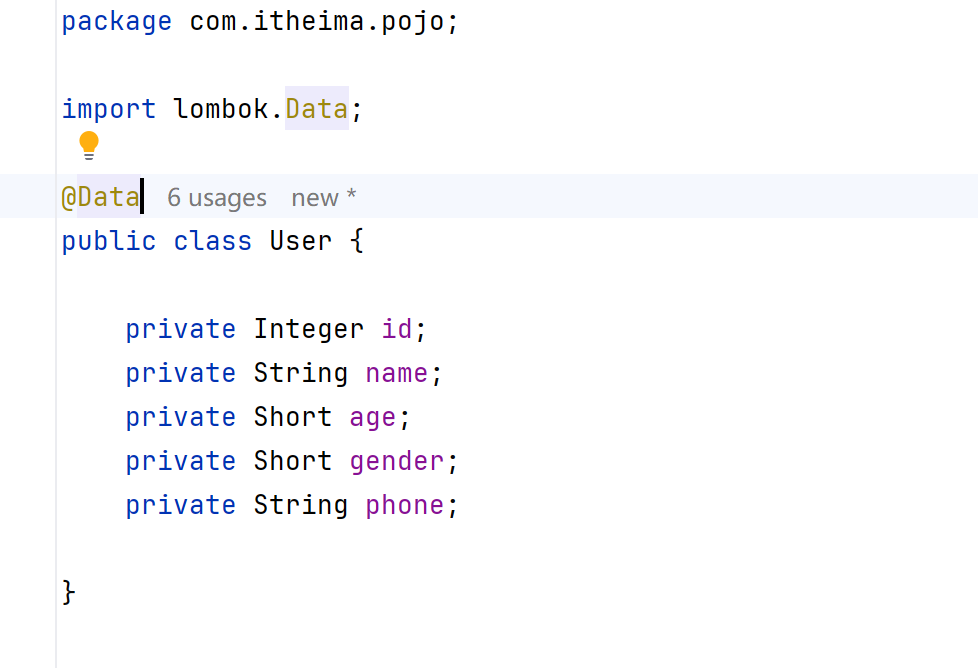 package com.itheima.pojo;
import lombok.Data;
@Data 6 usages new *
public class User {
private Integer id;
private String name;
private Short age;
private Short gender;
private String phone;
}